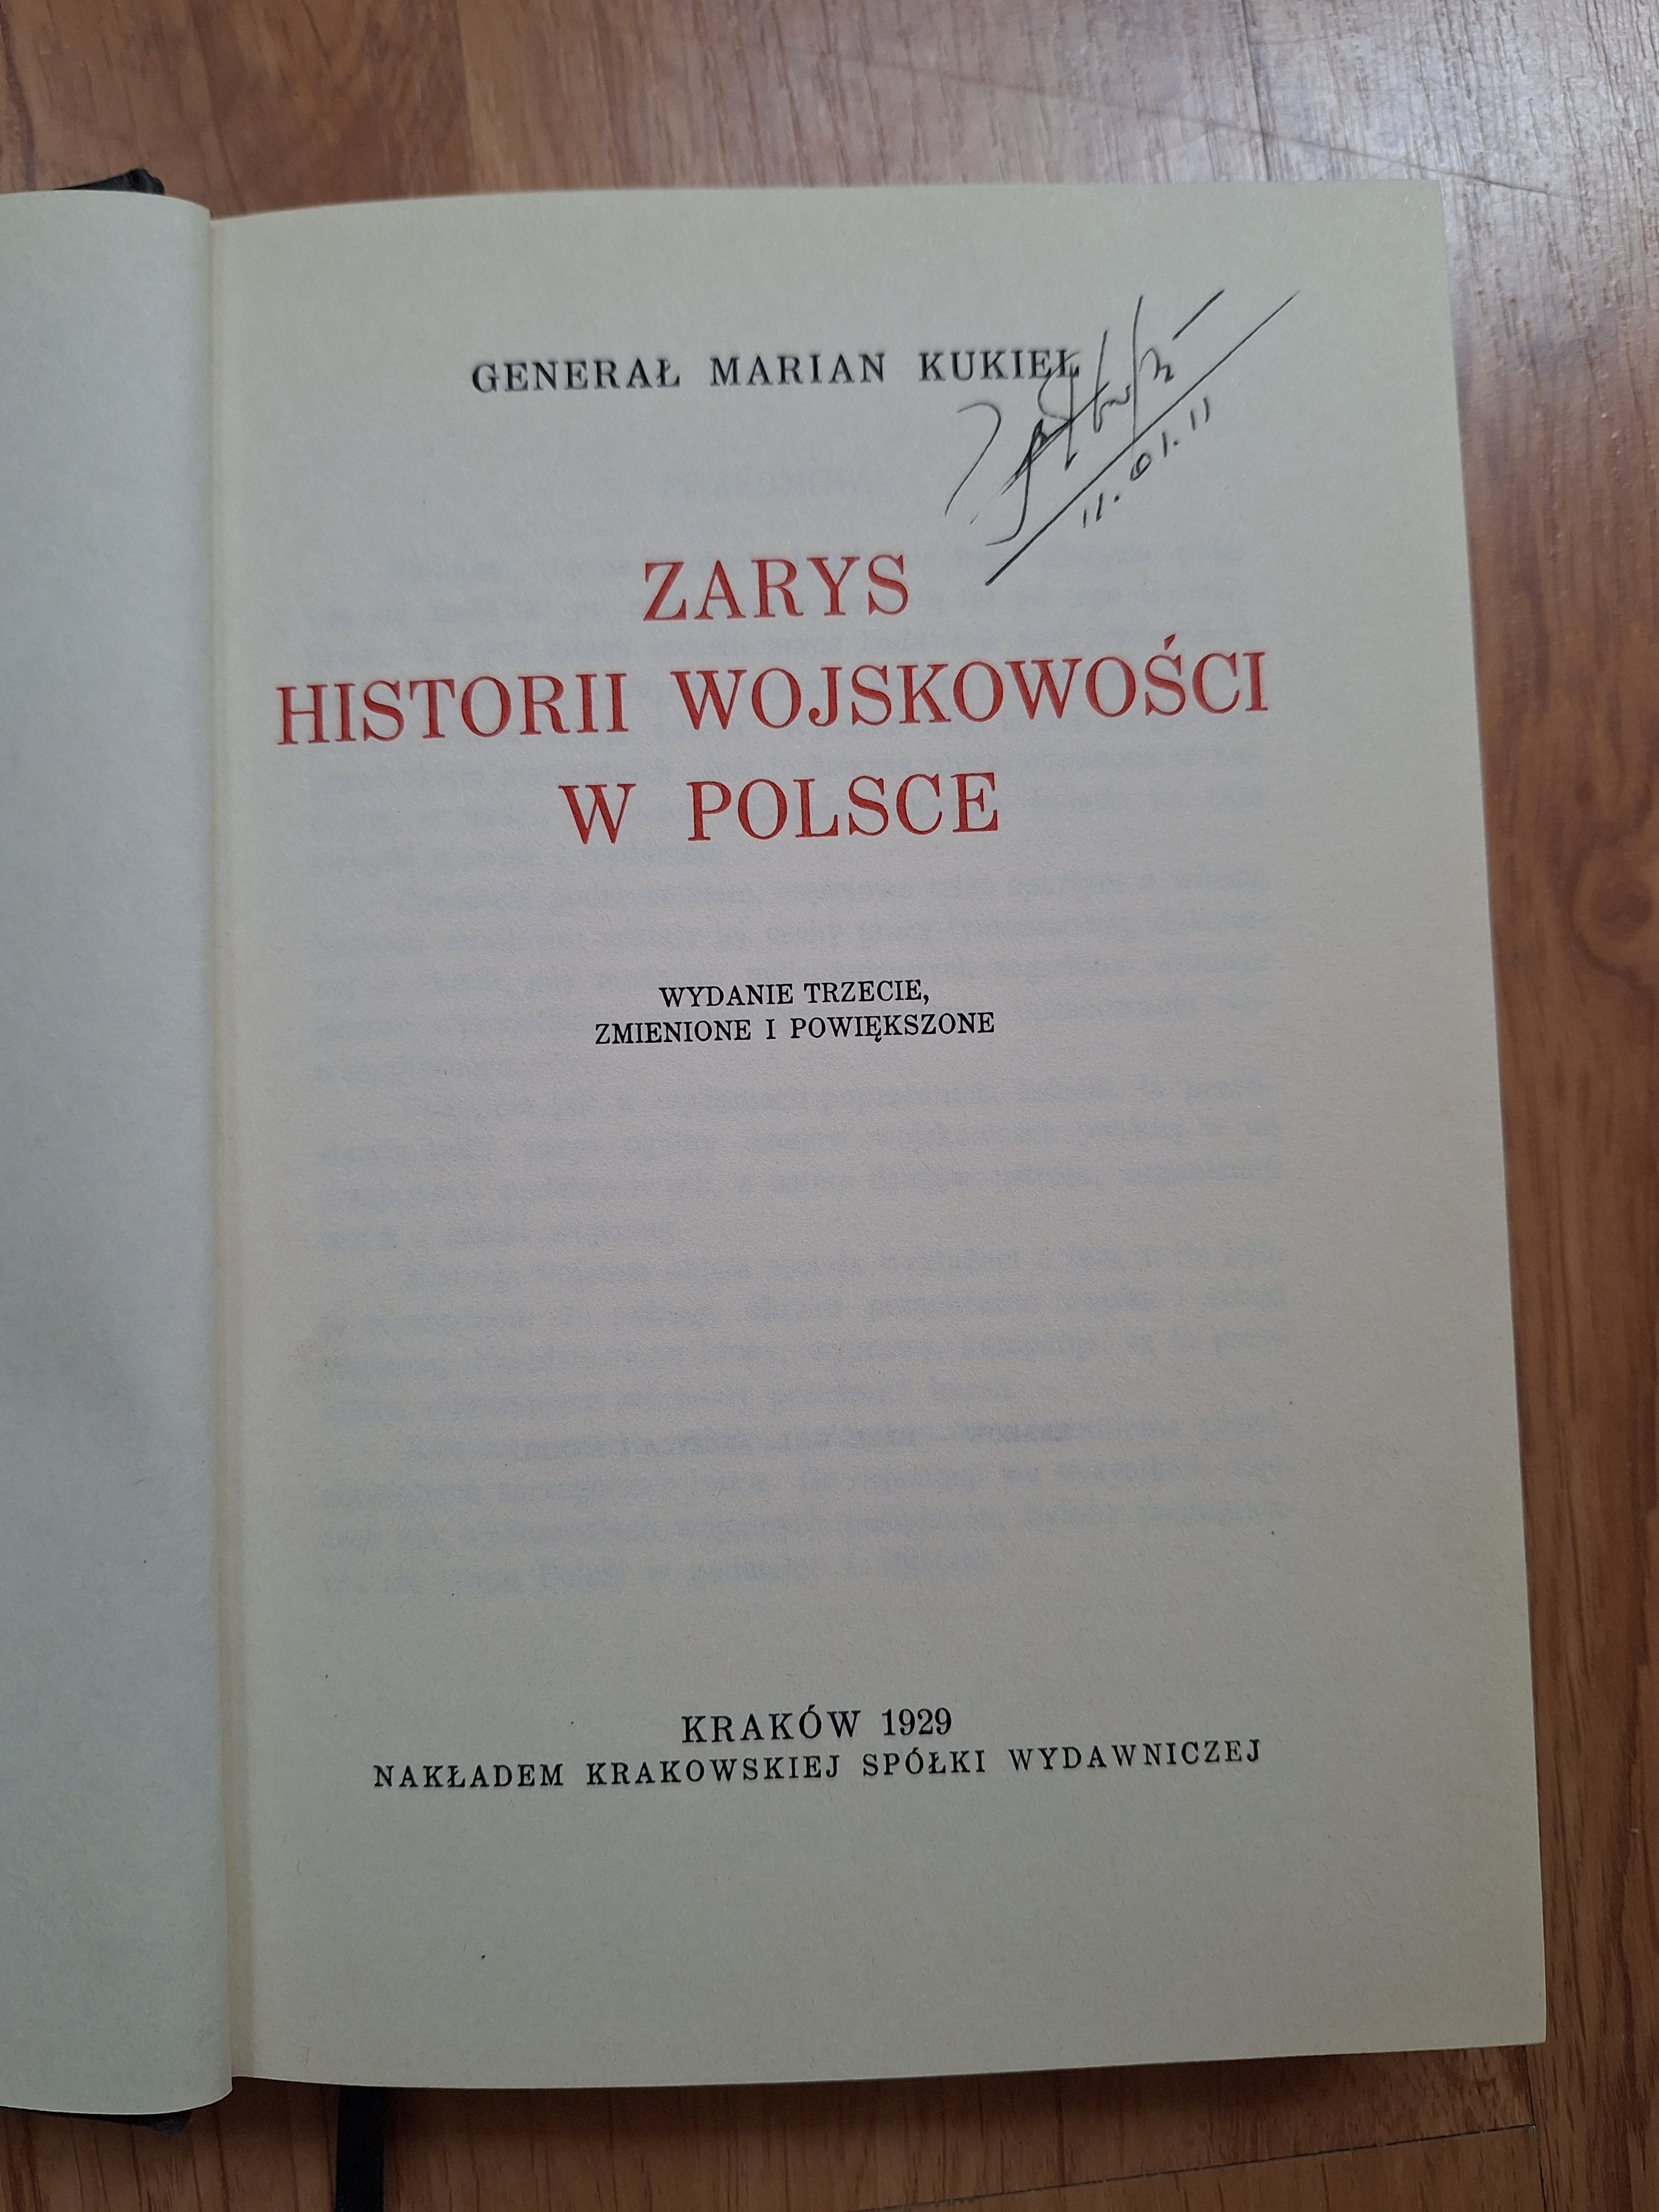 GENERAŁ MARIAN KUKIEŁ
11.01.11
ZARYS
HISTORII WOJSKOWOŚCI
W POLSCE
WYDANIE TRZECIE,
ZMIENIONE I POWIĘKSZONE
KRAKÓW 1929
NAKŁADEM KRAKOWSKIEJ SPÓŁKI WYDAWNICZEJ